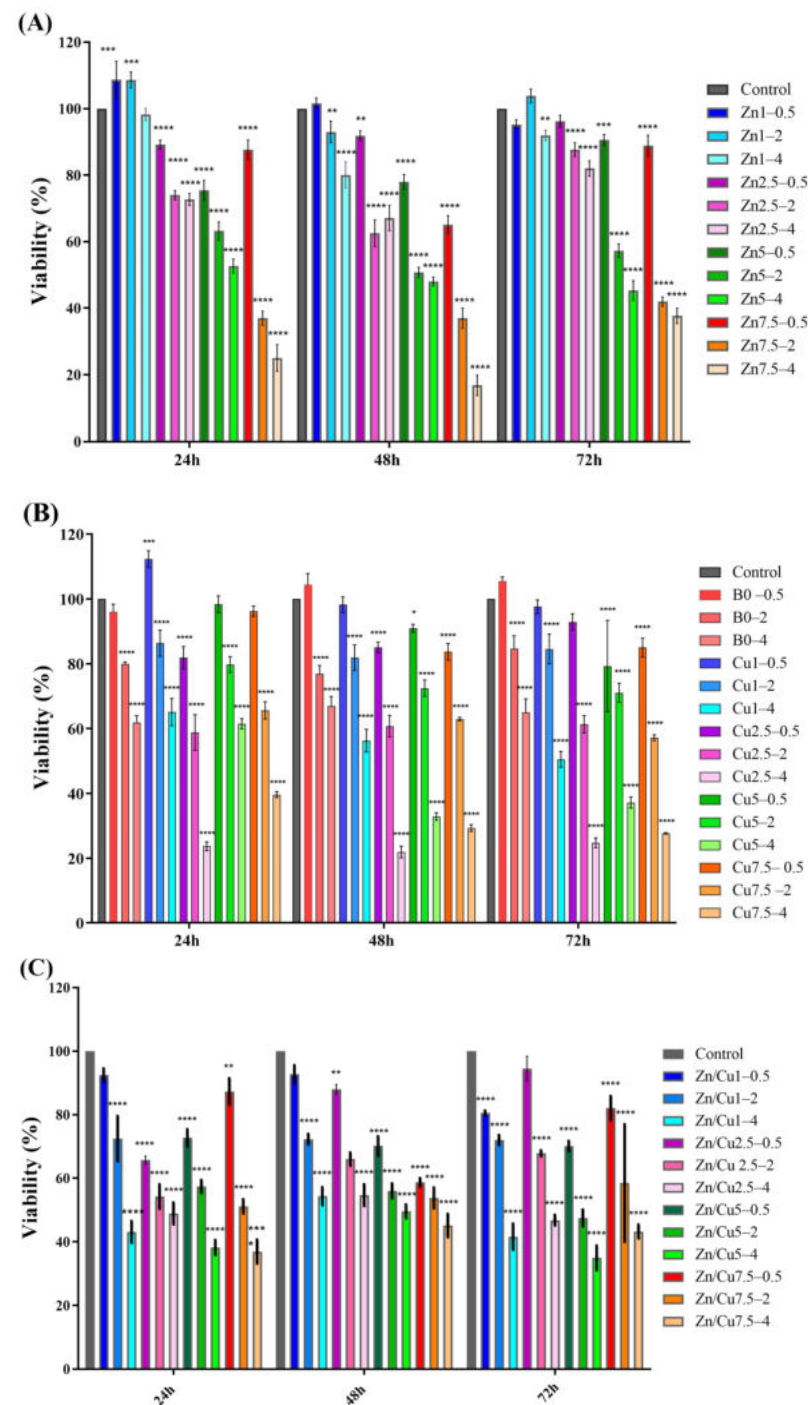 (A)
Viability (%)
120
100
80
60
40
20
0
24h
48h
72h
Control
Zn1–0.5
Zn1–2
Zn1–4
Zn2.5–0.5
Zn2.5–2
Zn2.5–4
Zn5–0.5
Zn5–2
Zn5–4
Zn7.5–0.5
Zn7.5–2
Zn7.5–4
(B)
Viability (%)
120
100
80
60
40
20
0
24h
48h
72h
Control
B0 –0.5
B0–2
B0–4
Cu1–0.5
Cu1–2
Cu1–4
Cu2.5–0.5
Cu2.5–2
Cu2.5–4
Cu5–0.5
Cu5–2
Cu5–4
Cu7.5– 0.5
Cu7.5 –2
Cu7.5–4
(C)
Viability (%)
120
100
80
60
40
20
0
24h
48h
72h
Control
Zn/Cu1–0.5
Zn/Cu1–2
Zn/Cu1–4
Zn/Cu2.5–0.5
Zn/Cu 2.5–2
Zn/Cu2.5–4
Zn/Cu5–0.5
Zn/Cu5–2
Zn/Cu5–4
Zn/Cu7.5–0.5
Zn/Cu7.5–2
Zn/Cu7.5–4